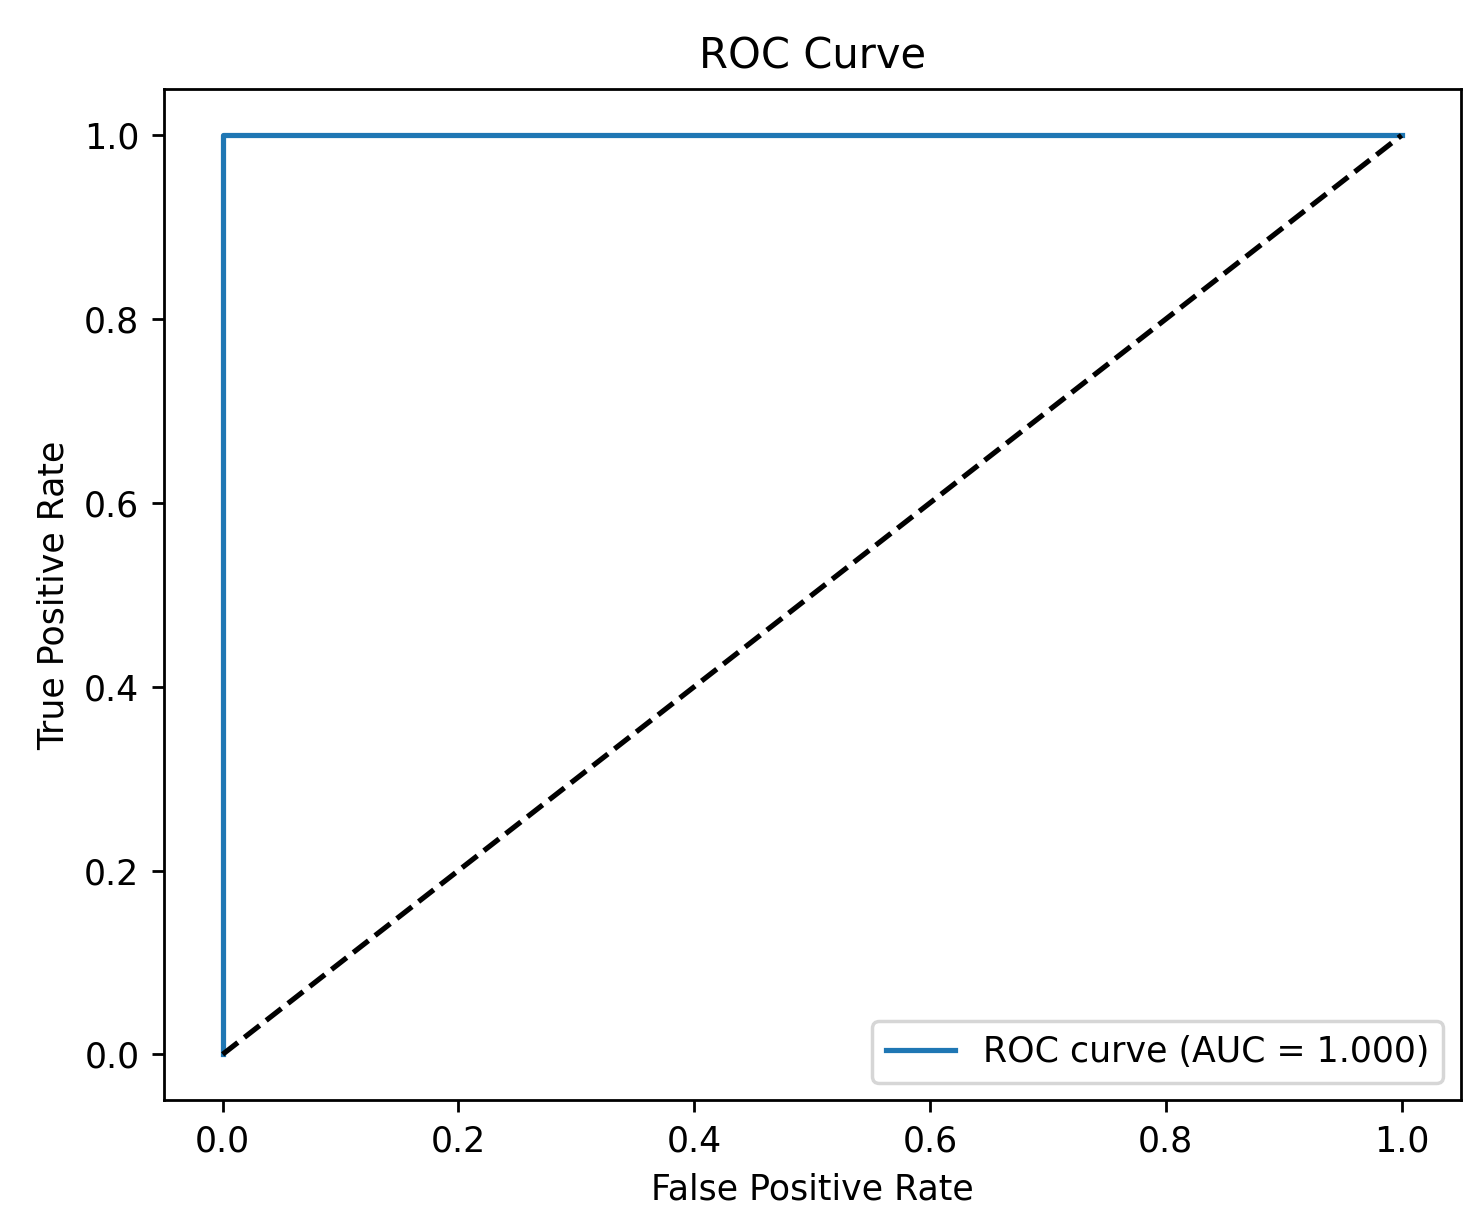 ROC Curve
1.0
0.8
0.6
0.4
0.2
0.0
True Positive Rate
ROC curve (AUC = 1.000)
0.0 0.2 0.4 0.6 0.8 1.0
False Positive Rate